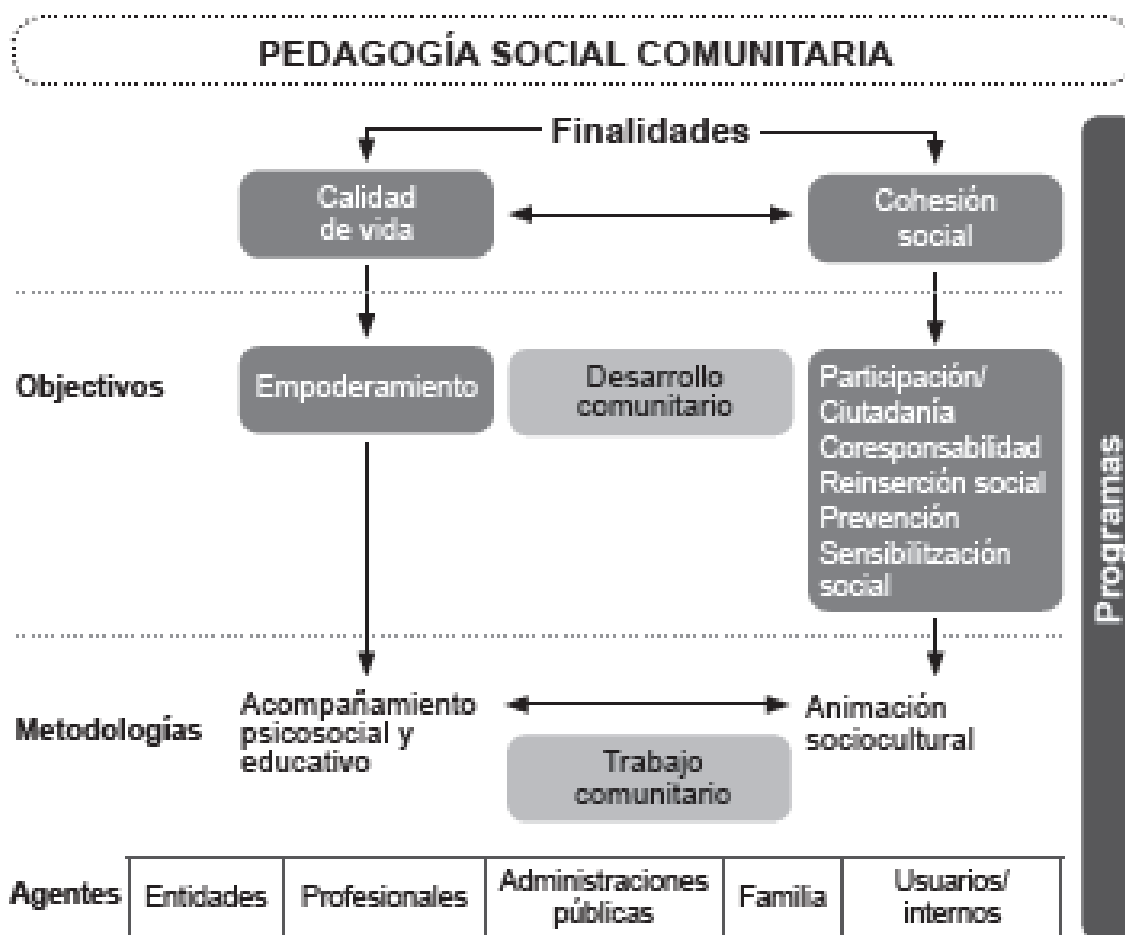 PEDAGOGÍA SOCIAL COMUNITARIA
Finalidades
Calidad
de vida
Cohesión
social
Objectivos
Empoderamiento
Desarrollo
comunitario
Participación/
Ciutadanía
Coresponsabilidad
Reinserción social
Prevención
Sensibilitzación
social
Metodologías
Acompañamiento
psicosocial y
educativo
Trabajo
comunitario
Animación
sociocultural
Agentes
Entidades
Profesionales
Administraciones
públicas
Familia
Usuarios/
internos
Programas